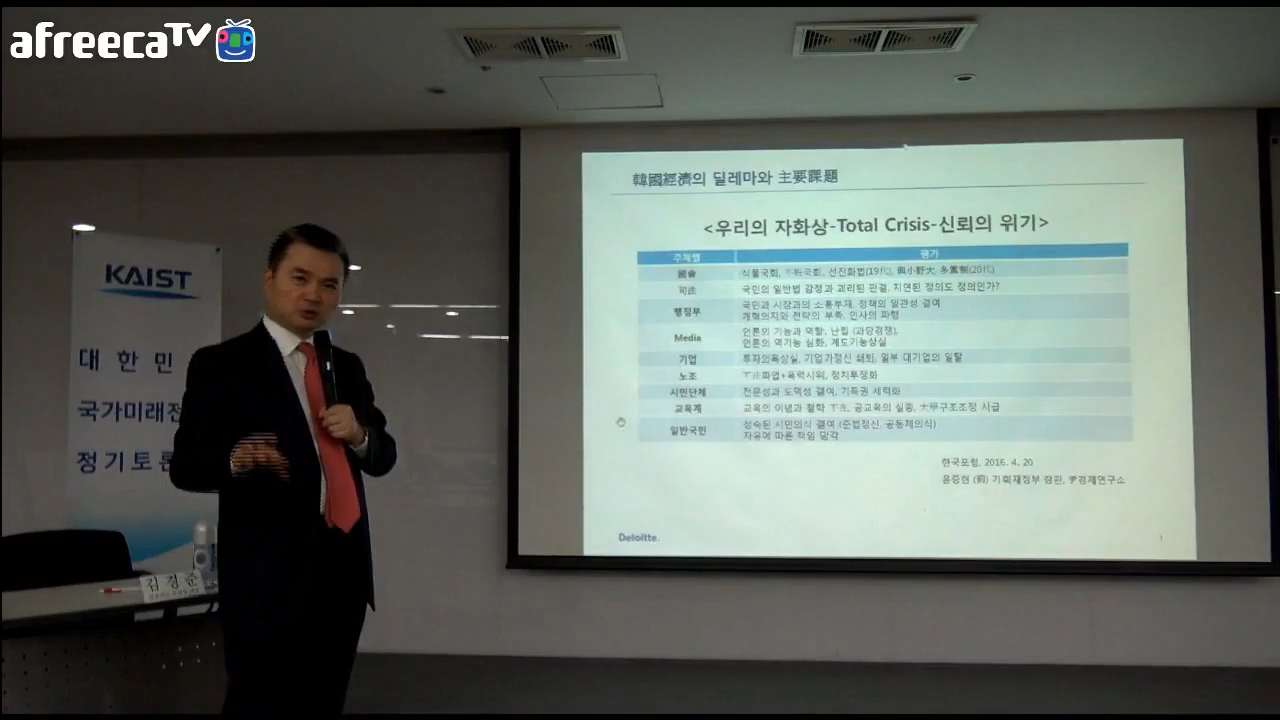 afreecaTV
KAIST
대 한 민
국가미래전
정기토론
김경준
韓國經濟의 딜레마와 主要課題
<우리의 자화상-Total Crisis-신뢰의 위기>
주체별 평가
國會 식물국회, 국회, 선진화법(19代), 與小野大 多黨制(20代)
司法 국민의 일반법 감정과 괴리된 판결, 지연된 정의도 정의인가?
행정부 국민과 시장과의 소통부재, 정책의 일관성 결여
개혁의지와 전략의 부족, 인사의 파행
Media 언론의 기능과 역할, 난립 (과당경쟁),
언론의 역기능 심화, 계도기능상실
기업 투자의욕상실, 기업가정신 쇄퇴, 일부 대기업의 일탈
노조 不法파업+폭력시위, 정치투쟁화
시민단체 전문성과 도덕성 결여, 기득권 세력화
교육계 교육의 이념과 철학 不在, 공교육의 실종, 大學구조조정 시급
일반국민 성숙된 시민의식 결여 (준법정신, 공동체의식)
자유에 따른 책임 망각
한국포럼, 2016. 4. 20
윤증현 (前) 기획재정부 장관, 尹경제연구소
Deloitte.
1